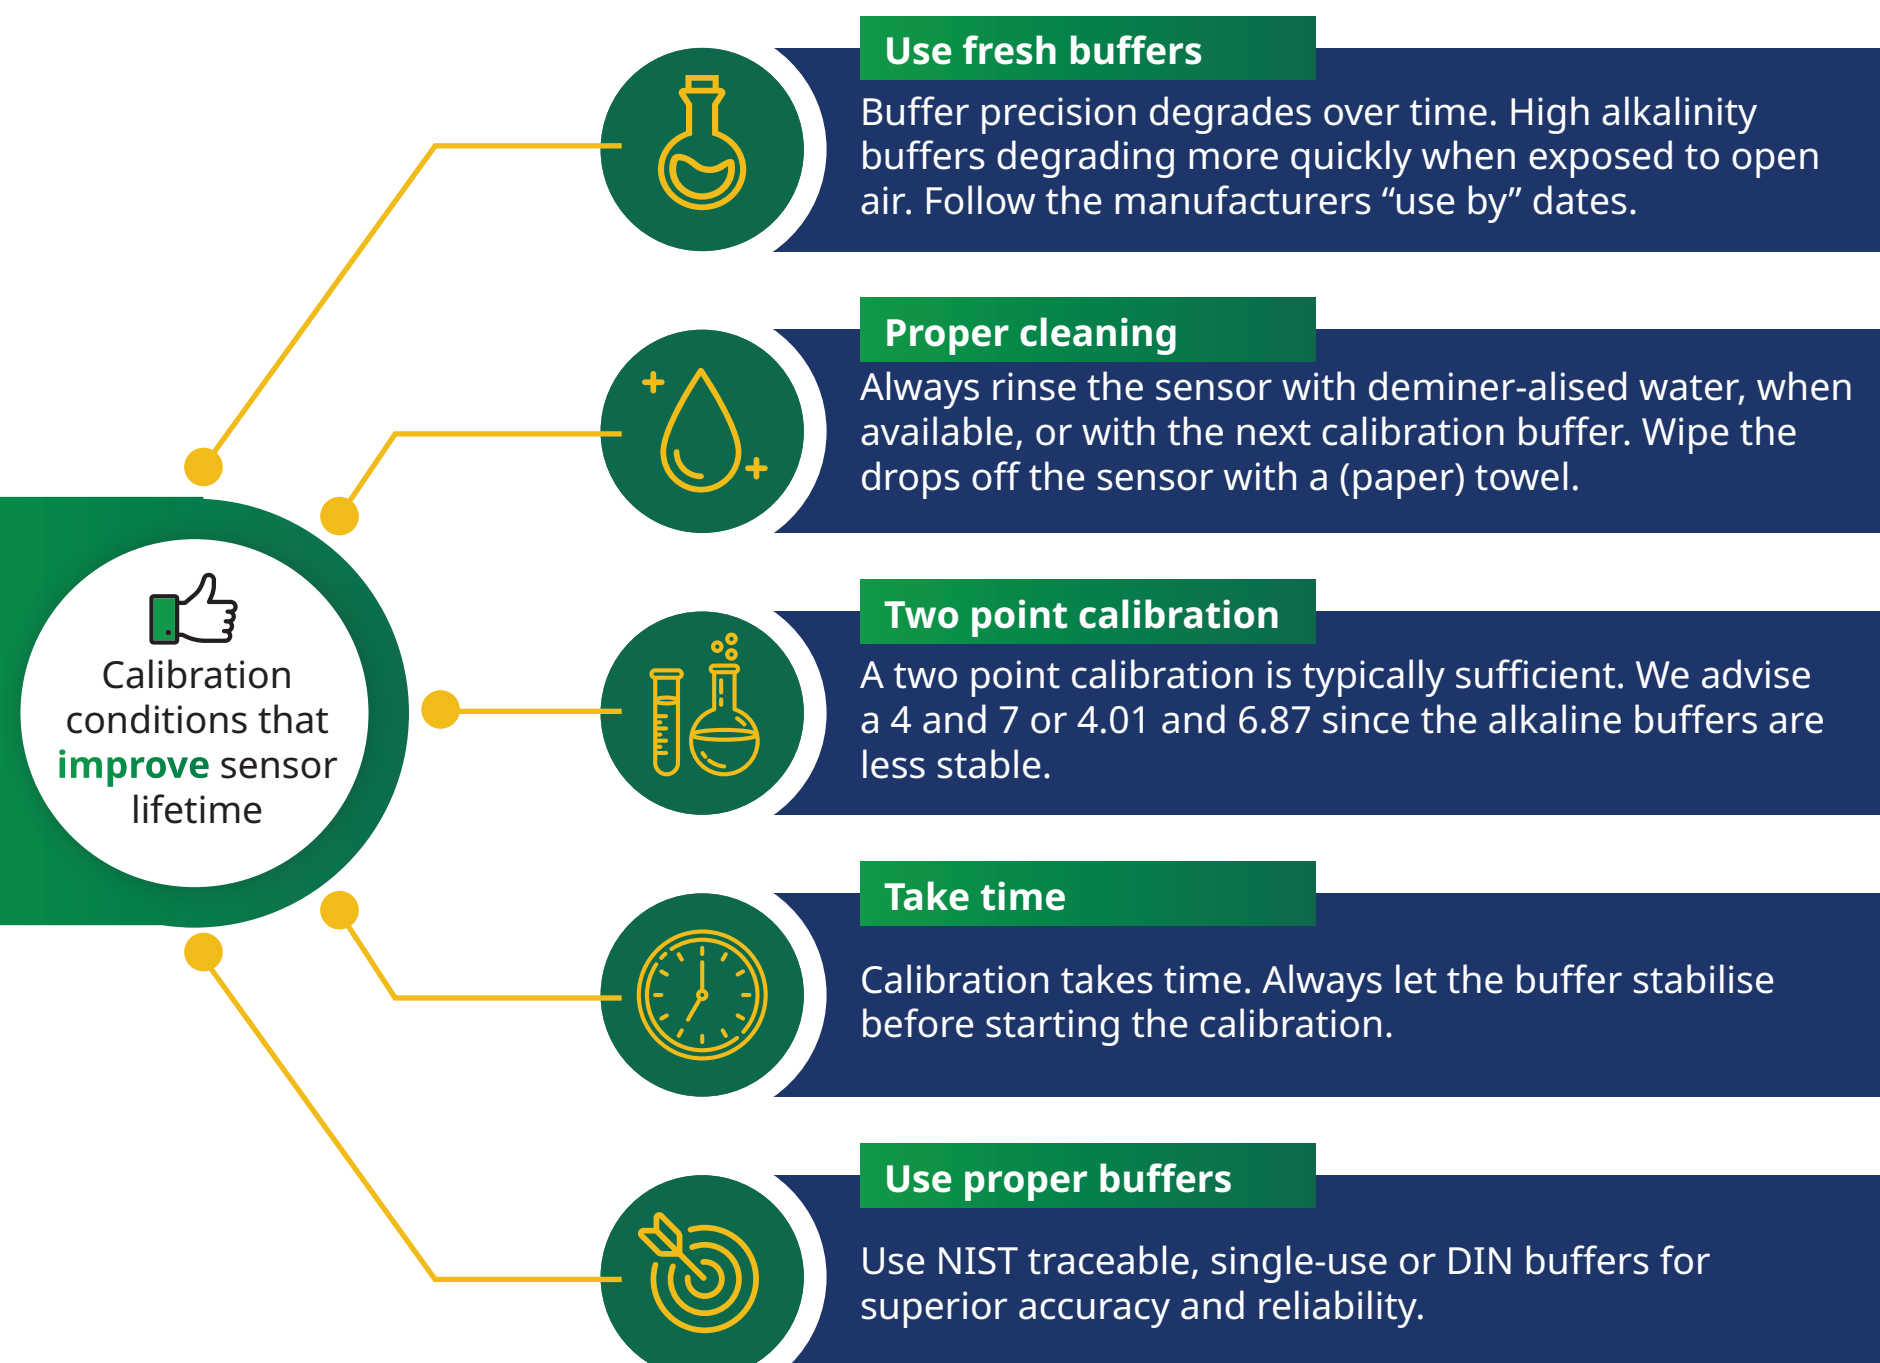 Use fresh buffers
Buffer precision degrades over time. High alkalinity
buffers degrading more quickly when exposed to open
air. Follow the manufacturers “use by” dates.
Proper cleaning
Always rinse the sensor with deminer-alised water, when
available, or with the next calibration buffer. Wipe the
drops off the sensor with a (paper) towel.
Calibration
conditions that
improve sensor
lifetime
Two point calibration
A two point calibration is typically sufficient. We advise
a 4 and 7 or 4.01 and 6.87 since the alkaline buffers are
less stable.
Take time
Calibration takes time. Always let the buffer stabilise
before starting the calibration.
Use proper buffers
Use NIST traceable, single-use or DIN buffers for
superior accuracy and reliability.